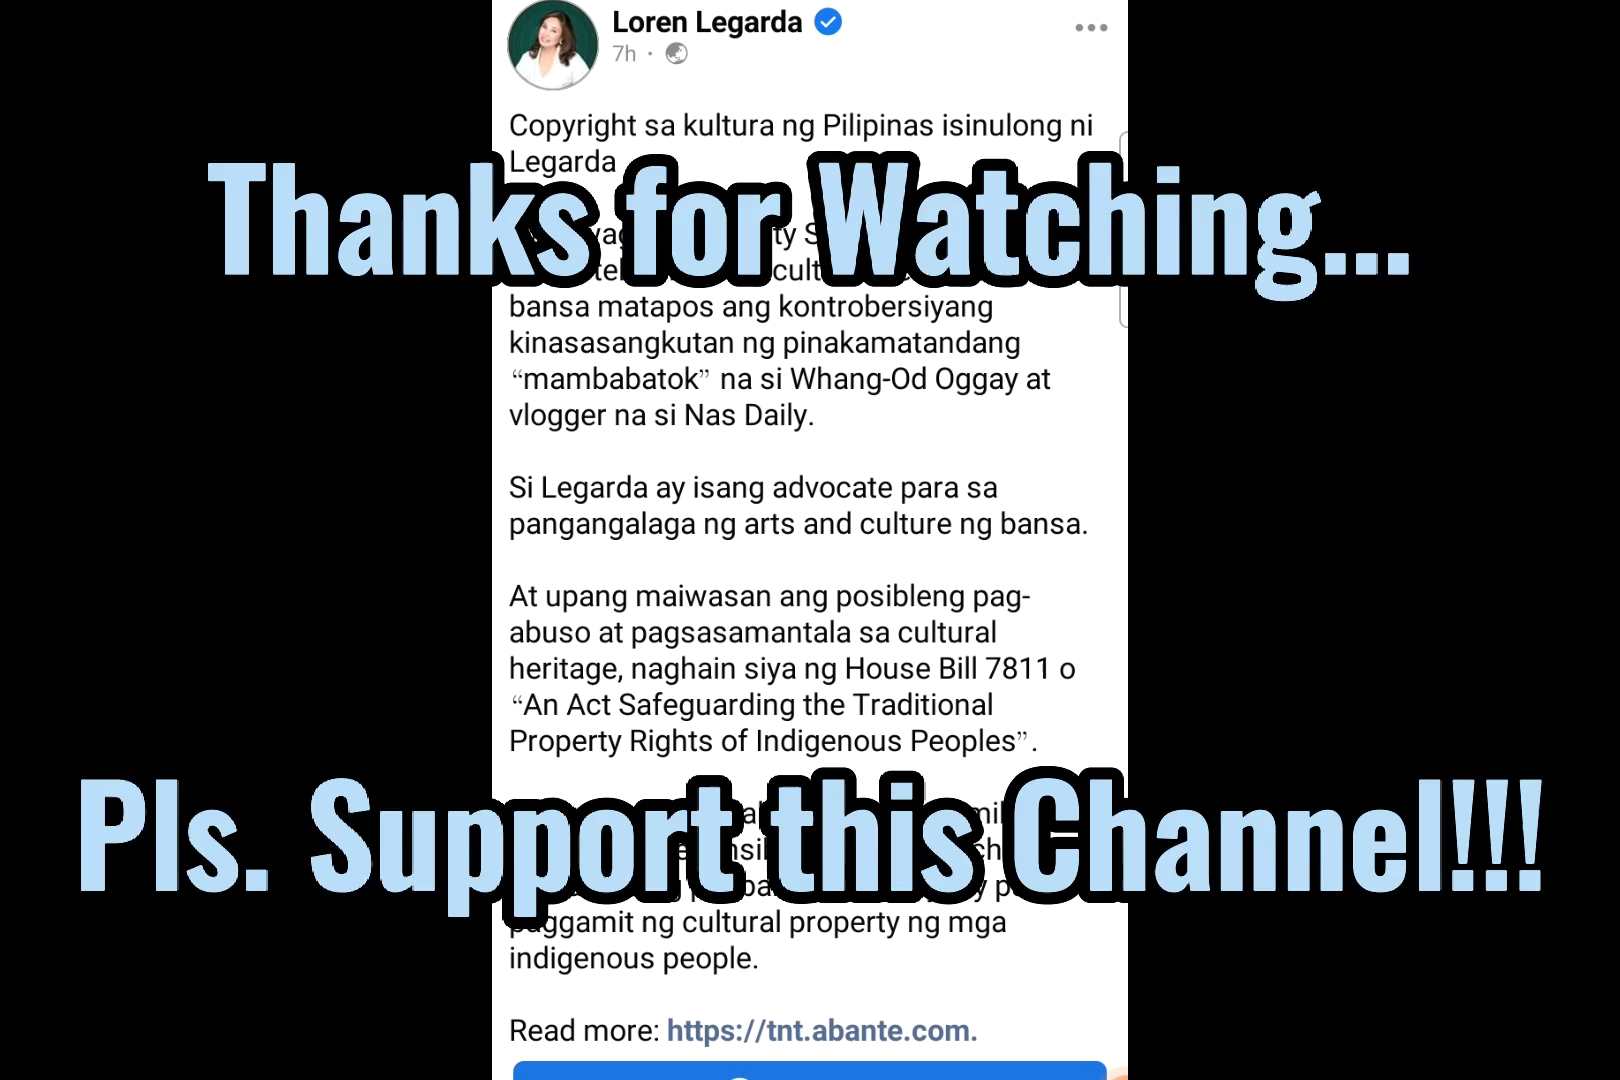 Loren Legarda
7h ·
Copyright sa kultura ng Pilipinas isinulong ni
Legarda
Thanks for Watching...
bansa matapos ang kontrobersiyang
kinasasangkutan ng pinakamatandang
“mambabatok” na si Whang-Od Oggay at
vlogger na si Nas Daily.
Si Legarda ay isang advocate para sa
pangangalaga ng arts and culture ng bansa.
At upang maiwasan ang posibleng pag-
abuso at pagsasamantala sa cultural
heritage, naghain siya ng House Bill 7811 o
“An Act Safeguarding the Traditional
Property Rights of Indigenous Peoples”.
Pls. Support this Channel!!!
paggamit ng cultural property ng mga
indigenous people.
Read more: https://tnt.abante.com.